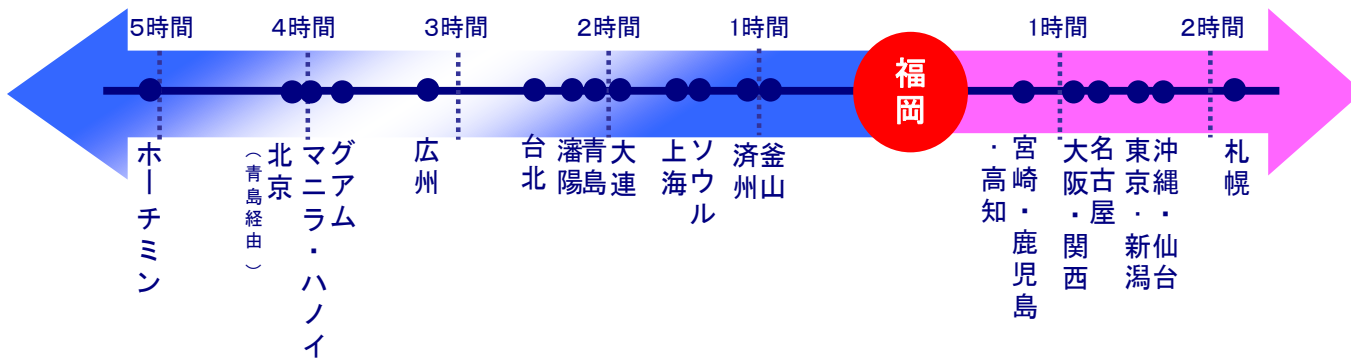 5時間
4時間
3時間
2時間
1時間
福岡
1時間
2時間
ホーチミン
(青島経由)
北京
マニラ・ハノイ
グアム
広州
台北
瀋陽
青島
大連
上海
ソウル
済州
釜山
宮崎・鹿児島
・高知
大阪・関西
名古屋
東京・新潟
沖縄・仙台
札幌